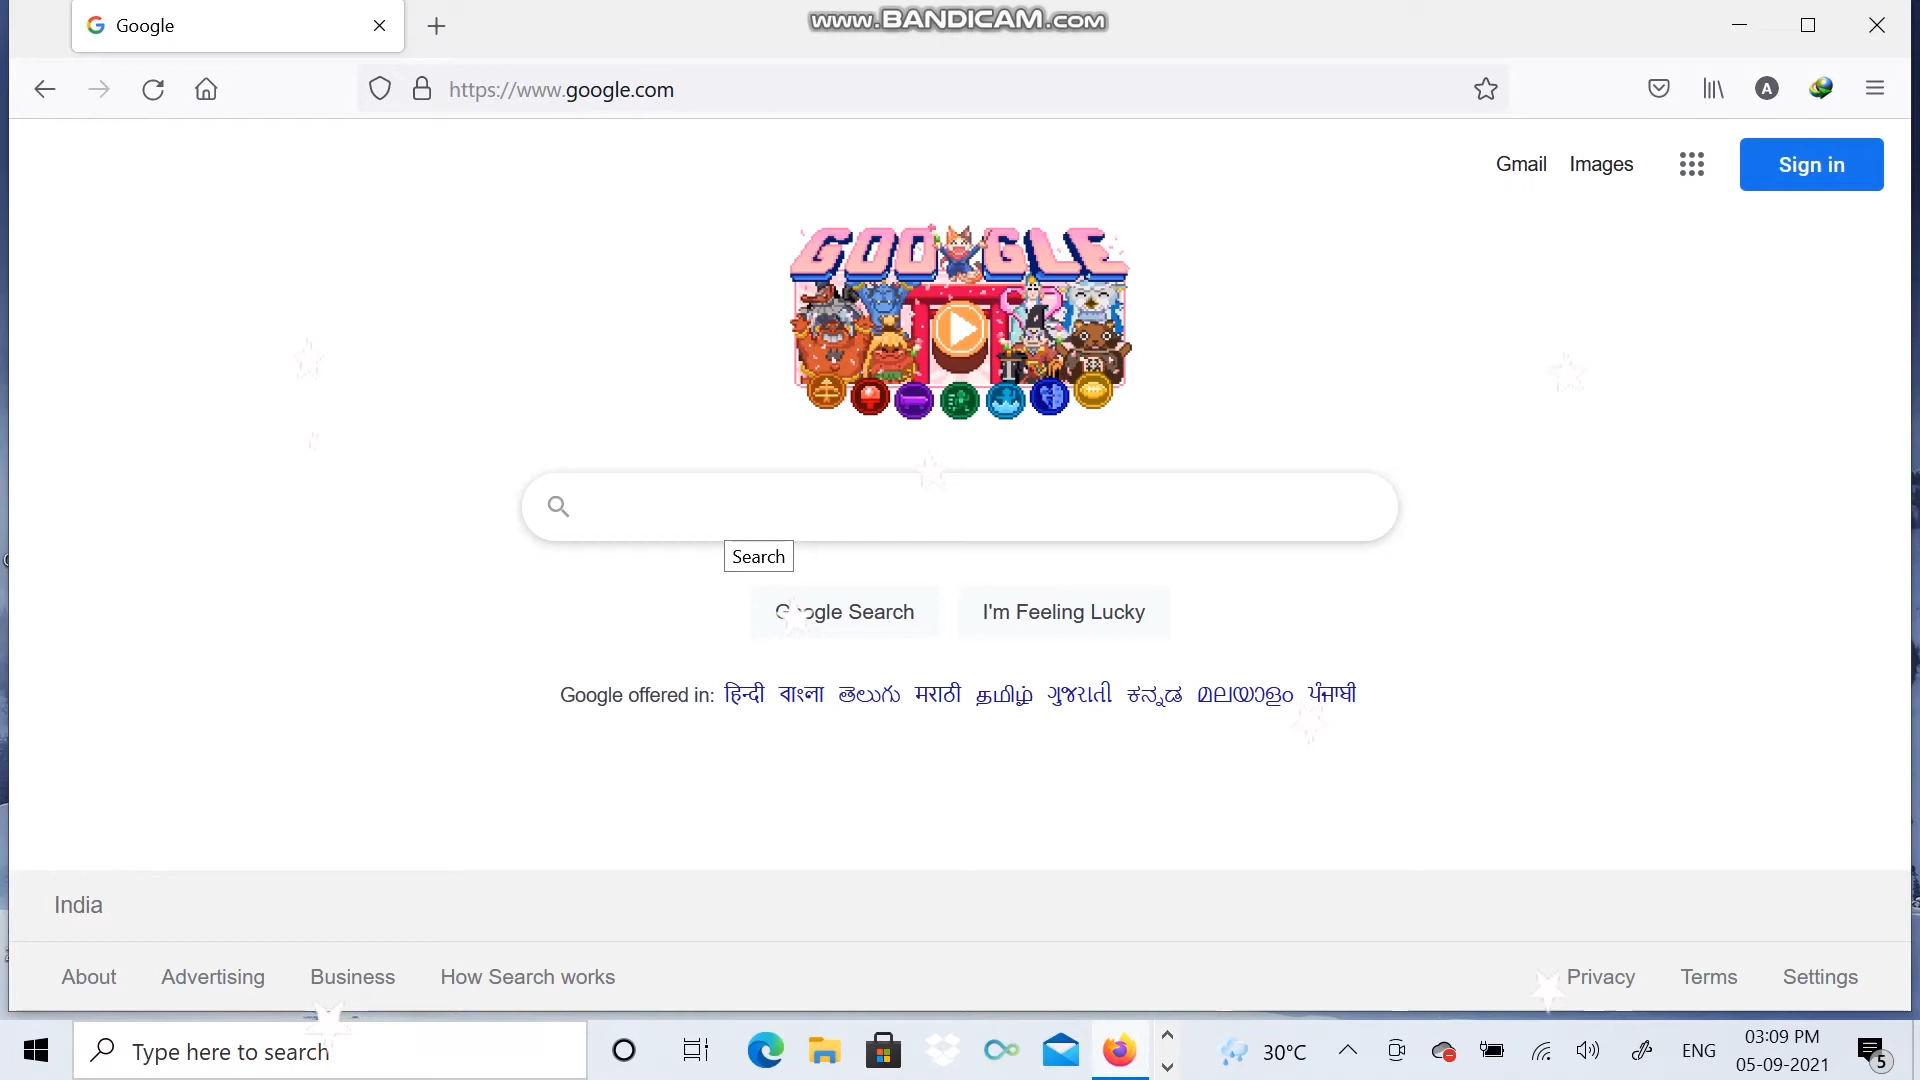 Google
www.BANDICAM.com
https://www.google.com
A
Gmail Images Sign in
GOOGLE
Search
Google Search I'm Feeling Lucky
Google offered in: हिन्दी বাংলা తెలుగు मराठी தமிழ் ગુજરાતી ಕನ್ನಡ മലയാളം ਪੰਜਾਬੀ
India
About Advertising Business How Search works Privacy Terms Settings
Type here to search 30°C ENG 03:09 PM
05-09-2021
5